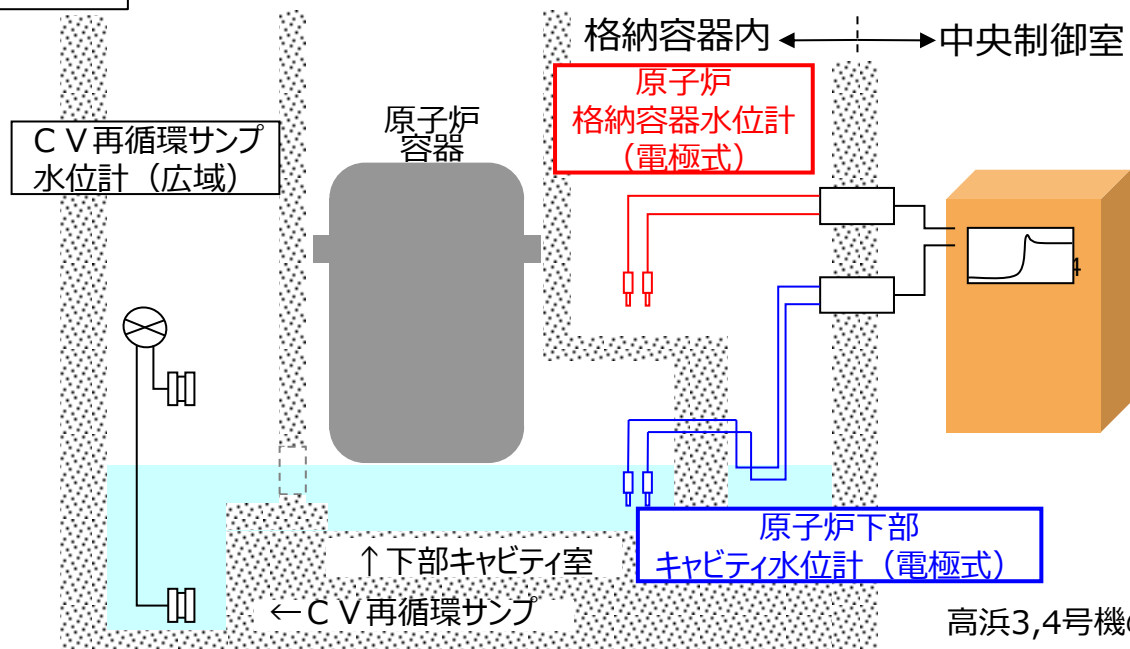 格納容器内
中央制御室
原子炉
格納容器水位計
（電極式）
ＣＶ再循環サンプ
水位計（広域）
原子炉
容器
4
原子炉下部
キャビティ水位計（電極式）
↑下部キャビティ室
←ＣＶ再循環サンプ
高浜3,4号機